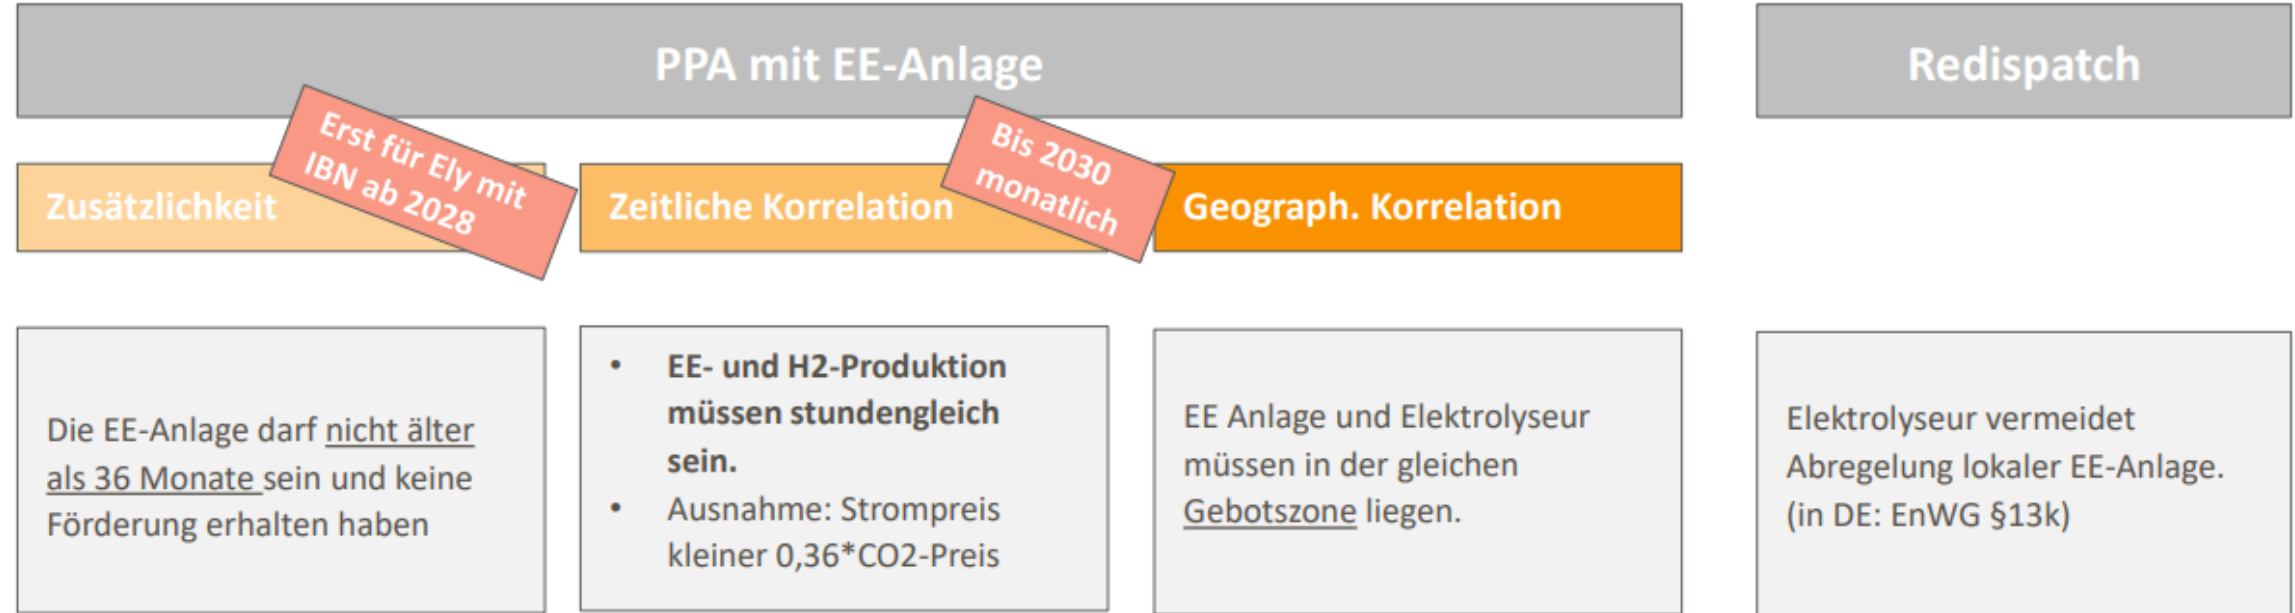 PPA mit EE-Anlage
Redispatch
Zusätzlichkeit
Erst für Ely mit
IBN ab 2028
Zeitliche Korrelation
Bis 2030
monatlich
Geograph. Korrelation
Die EE-Anlage darf nicht älter
als 36 Monate sein und keine
Förderung erhalten haben
• EE- und H2-Produktion
müssen stundengleich
sein.
• Ausnahme: Strompreis
kleiner 0,36*CO2-Preis
EE Anlage und Elektrolyseur
müssen in der gleichen
Gebotszone liegen.
Elektrolyseur vermeidet
Abregelung lokaler EE-Anlage.
(in DE: EnWG §13k)